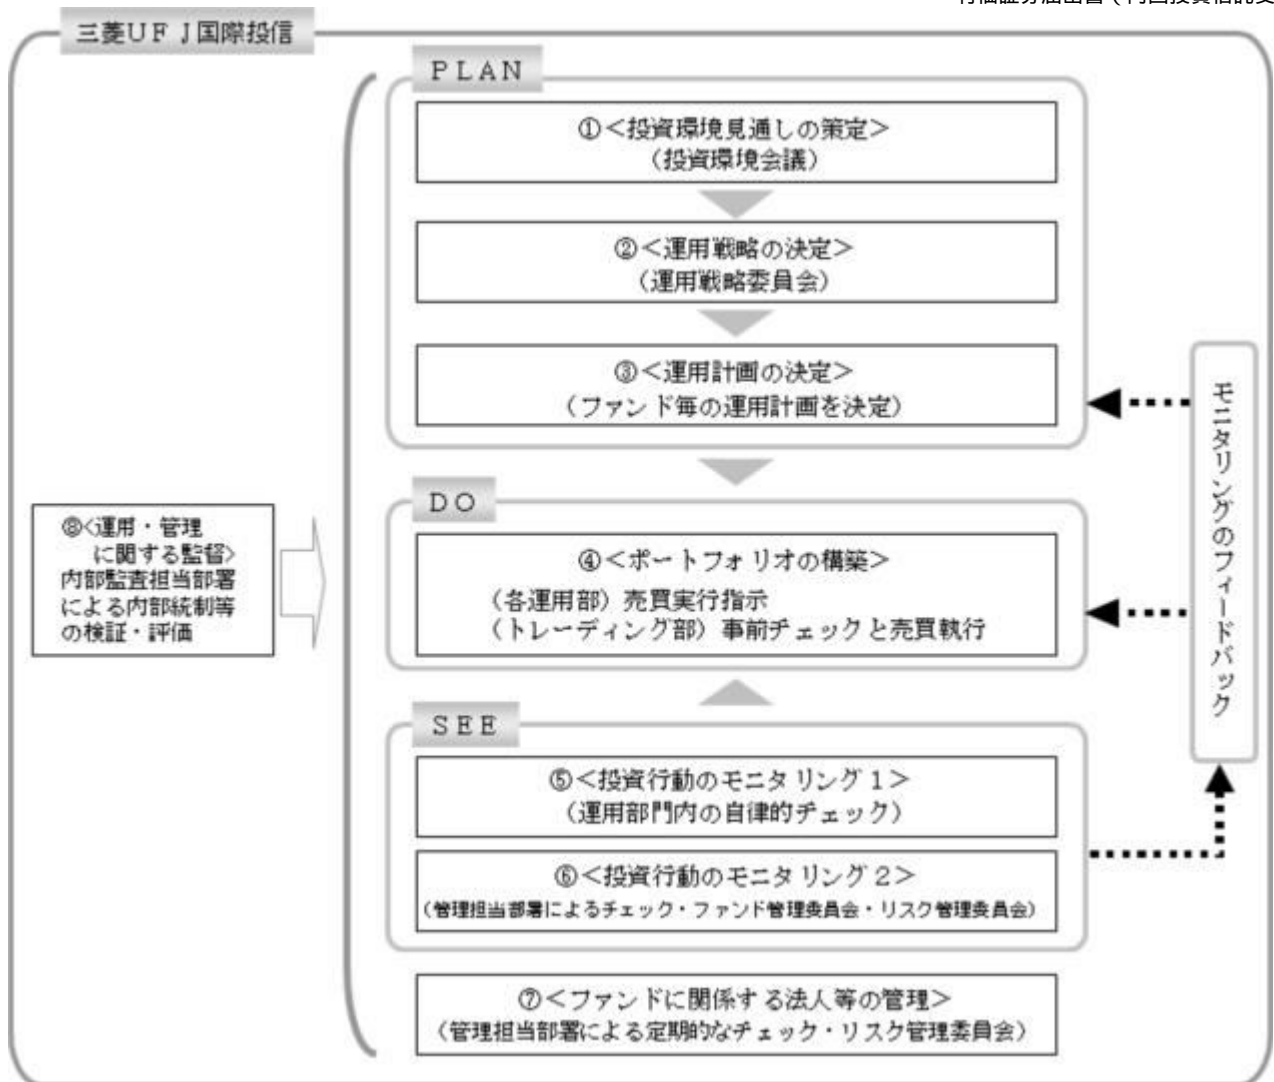 三菱UFJ国際投信
PLAN
①<投資環境見通しの策定>
(投資環境会議)
②<運用戦略の決定>
(運用戦略委員会)
③<運用計画の決定>
(ファンド毎の運用計画を決定)
DO
④<ポートフォリオの構築>
(各運用部)売買実行指示
(トレーディング部)事前チェックと売買執行
SEE
⑤<投資行動のモニタリング1>
(運用部門内の自律的チェック)
⑥<投資行動のモニタリング2>
(管理担当部署によるチェック・ファンド管理委員会・リスク管理委員会)
⑦<ファンドに関係する法人等の管理>
(管理担当部署による定期的なチェック・リスク管理委員会)
⑧<運用・管理
に関する監督>
内部監査担当部署
による内部統制等
の検証・評価
モニタリングのフィードバック